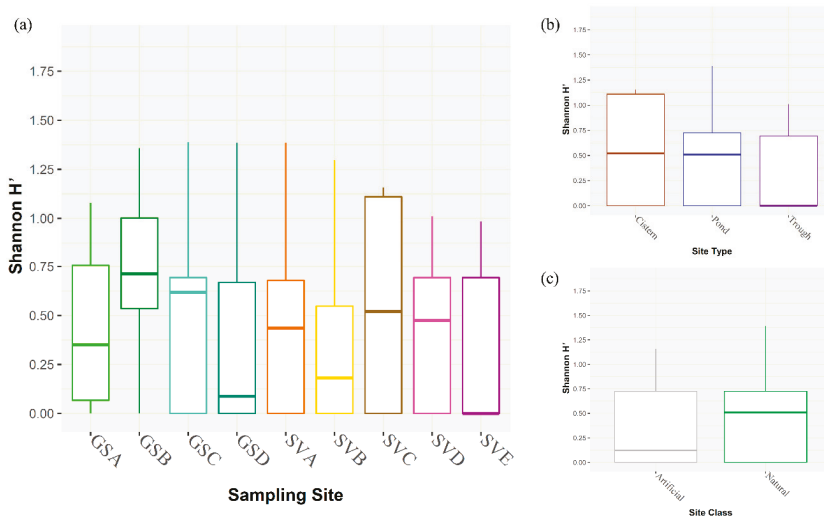 (a)
Shannon H'
1.75
1.50
1.25
1.00
0.75
0.50
0.25
0.00
GSA
GSB
GSC
GSD
SVA
SVB
SVC
SVD
SVE
Sampling Site
(b)
Shannon H'
1.75
1.50
1.25
1.00
0.75
0.50
0.25
0.00
Cistern
Pond
Trough
Site Type
(c)
Shannon H'
1.75
1.50
1.25
1.00
0.75
0.50
0.25
0.00
Artificial
Natural
Site Class